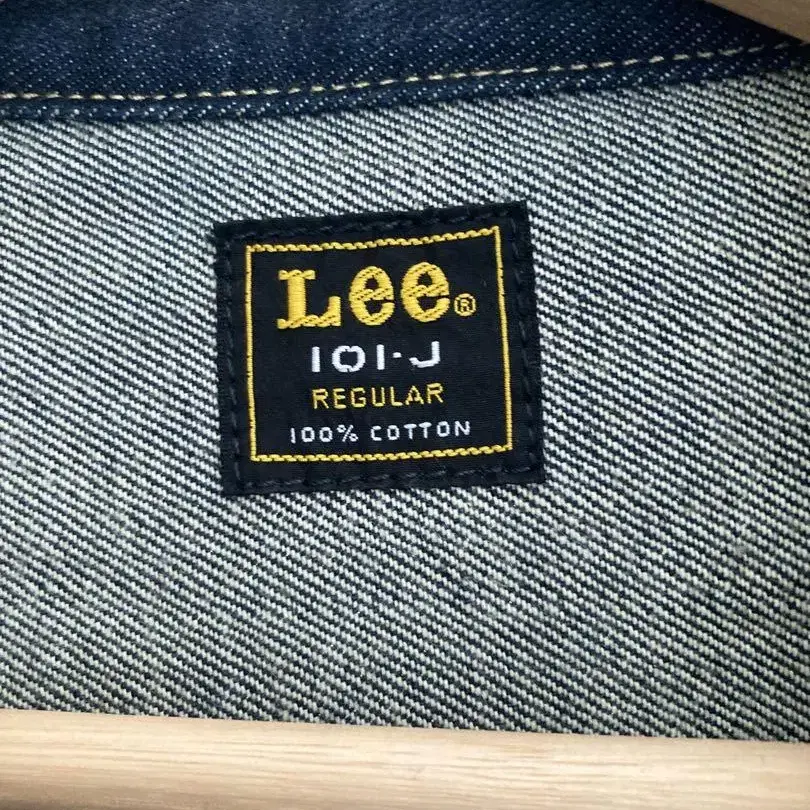 Lee®
101-J
REGULAR
100% COTTON